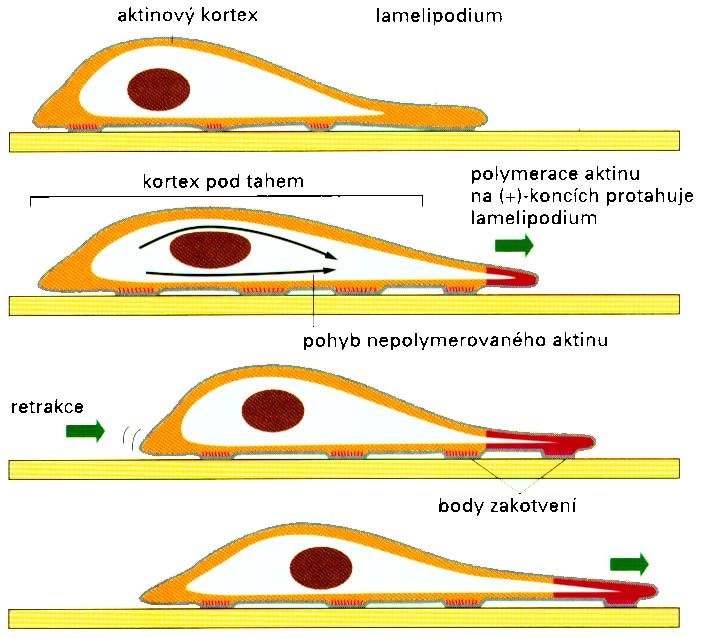 aktinový kortex
lamelipodium
kortex pod tahem
polymerace aktinu
na (+)-koncích protahuje
lamelipodium
pohyb nepolymerovaného aktinu
retrakce
body zakotvení